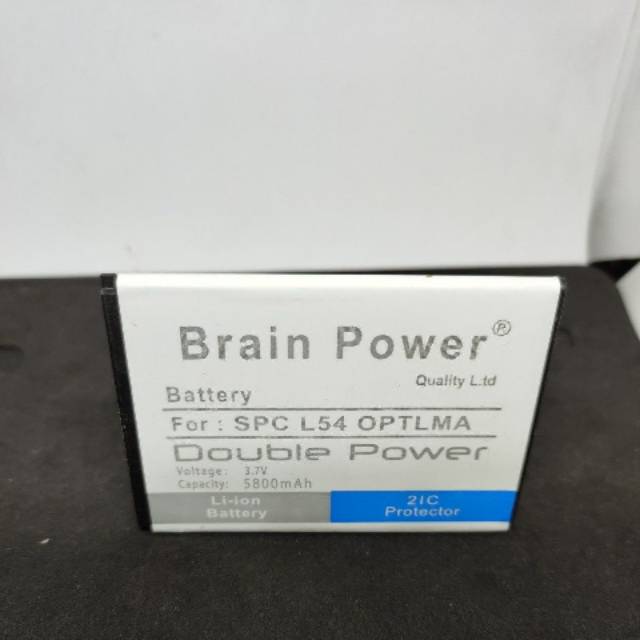 Brain Power®
Quality L.td
Battery
For : SPC L54 OPTLMA
Double Power
Voltage: 3.7V
Capacity: 5800mAh
Li-ion Battery
2IC Protector